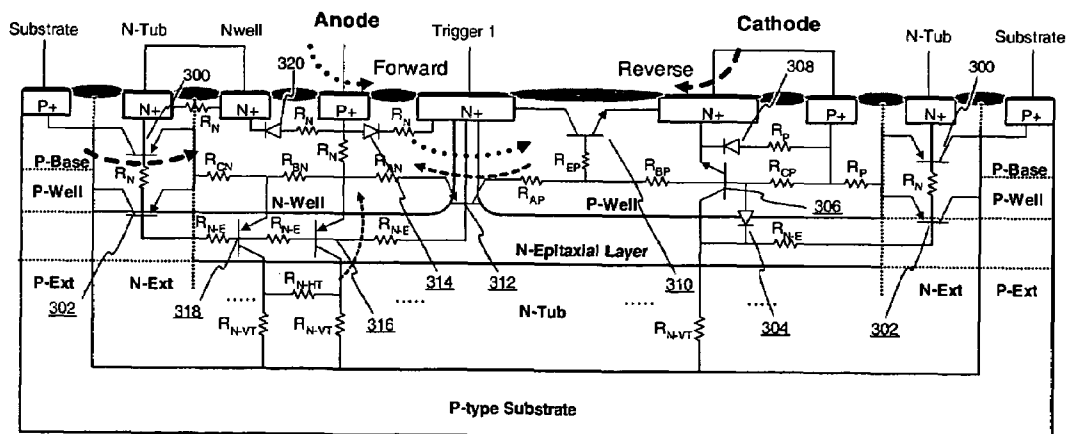 Anode
Cathode
Substrate
N-Tub
Nwell
Trigger 1
N-Tub
Substrate
300
320
Forward
Reverse
308
300
P+
N+
N+
P+
N+
N+
P+
N+
P+
R_N
R_N
R_N
R_N
R_P
P-Base
R_N
R_CN
R_BN
R_BN
R_EP
R_BP
R_CP
R_P
R_N
P-Base
P-Well
N-Well
R_AP
P-Well
306
P-Well
R_N-E
R_N-E
R_N-E
N-Epitaxial Layer
R_N-E
P-Ext
N-Ext
R_N-HT
314
312
310
N-Ext
P-Ext
302
318
316
N-Tub
304
302
R_N-VT
R_N-VT
R_N-VT
P-type Substrate